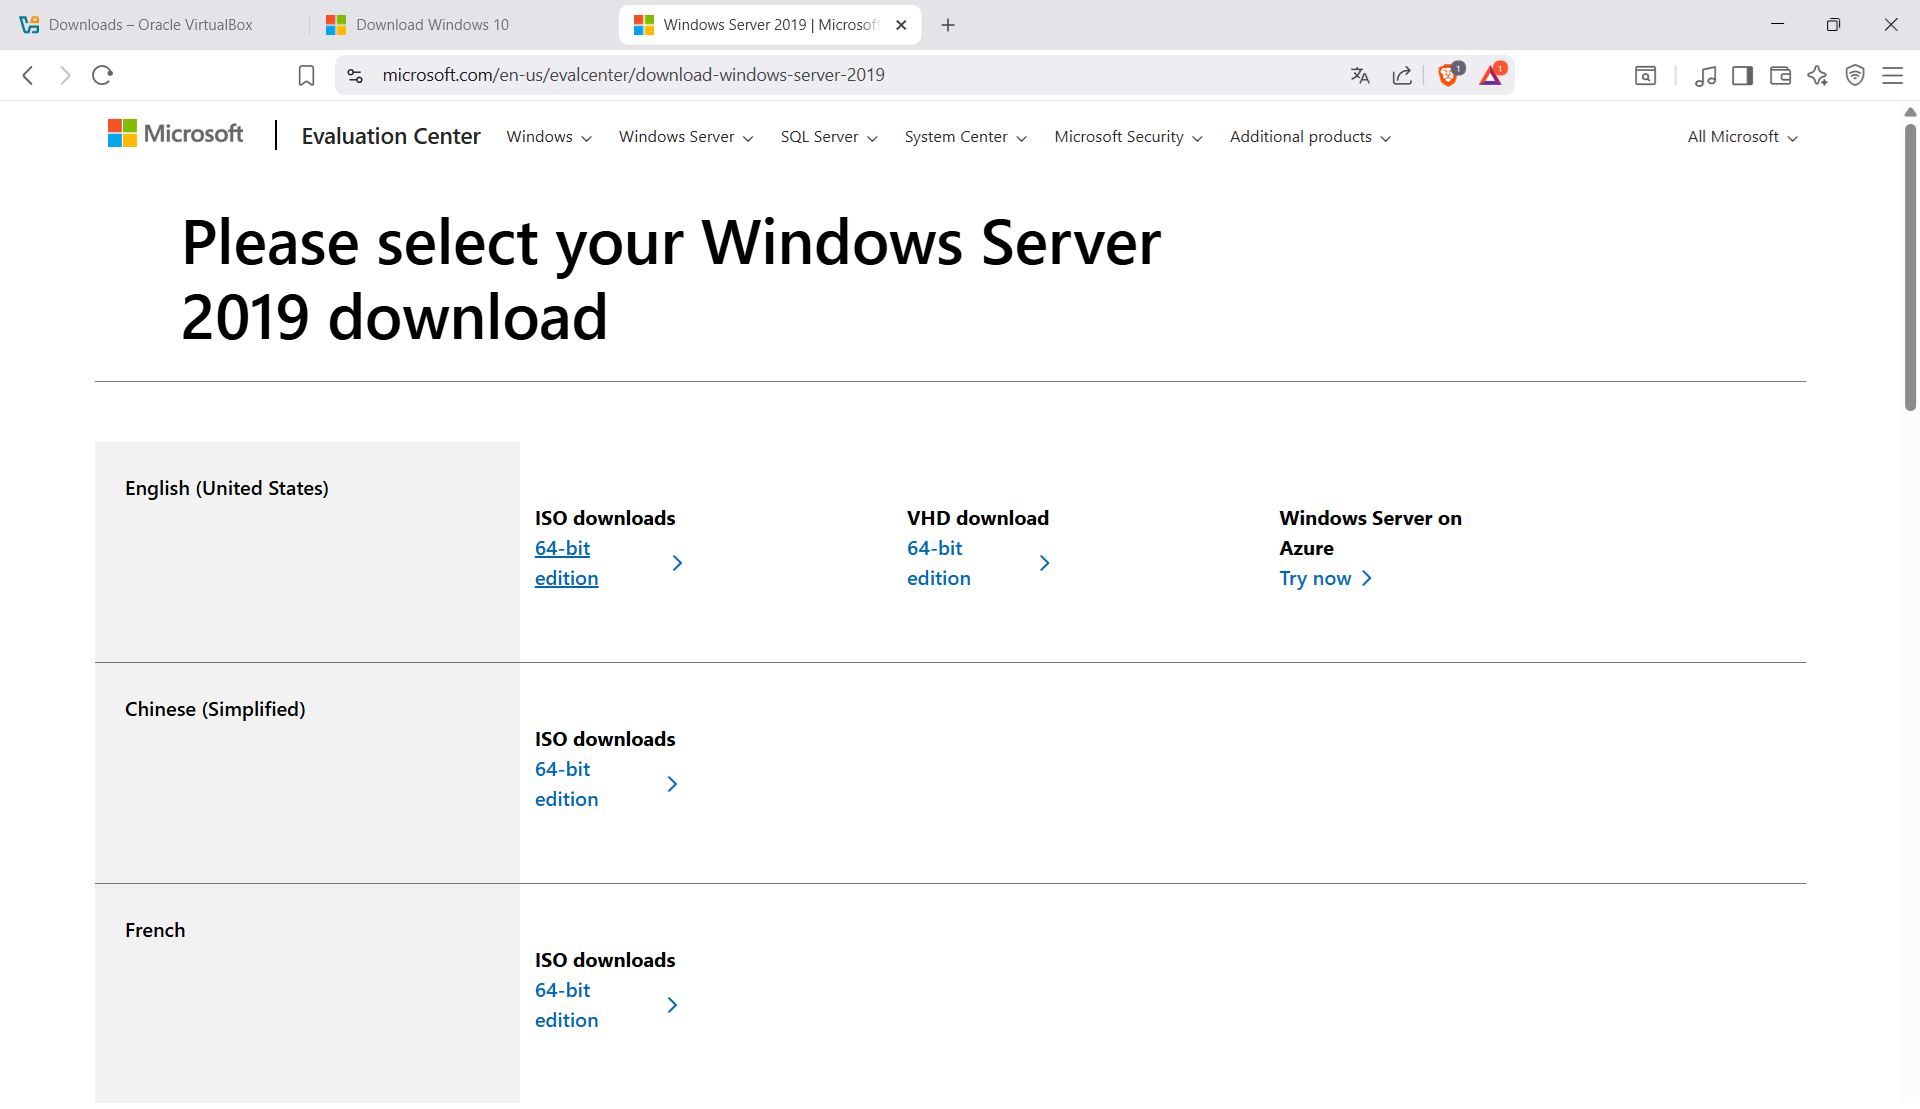 Downloads – Oracle VirtualBox
Download Windows 10
Windows Server 2019 | Microsoft
microsoft.com/en-us/evalcenter/download-windows-server-2019
1
1
Microsoft
Evaluation Center
Windows
Windows Server
SQL Server
System Center
Microsoft Security
Additional products
All Microsoft
Please select your Windows Server
2019 download
English (United States)
ISO downloads
64-bit
edition
VHD download
64-bit
edition
Windows Server on
Azure
Try now
Chinese (Simplified)
ISO downloads
64-bit
edition
French
ISO downloads
64-bit
edition